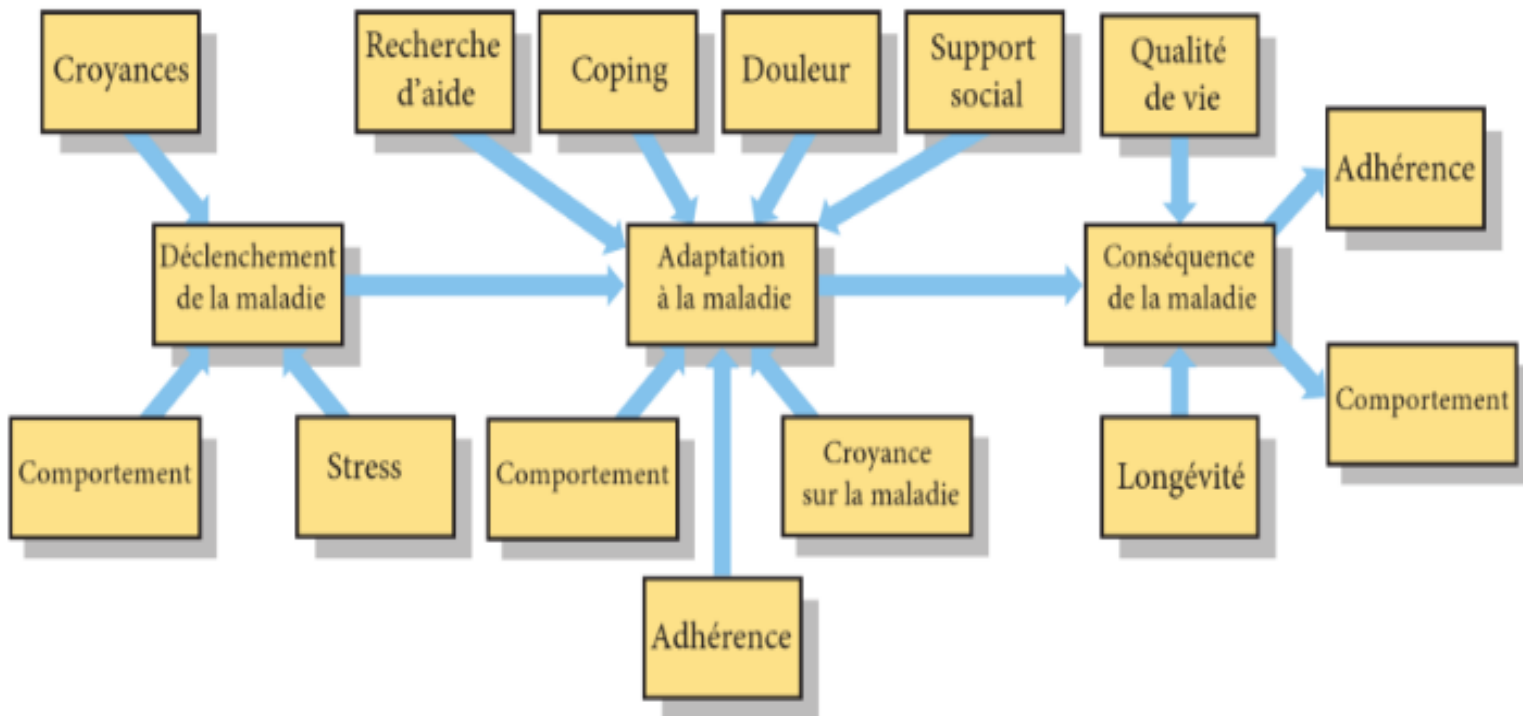 Croyances
Recherche
d'aide
Coping
Douleur
Support
social
Qualité
de vie
Adhérence
Déclenchement
de la maladie
Adaptation
à la maladie
Conséquence
de la maladie
Comportement
Stress
Comportement
Croyance
sur la maladie
Longévité
Comportement
Adhérence